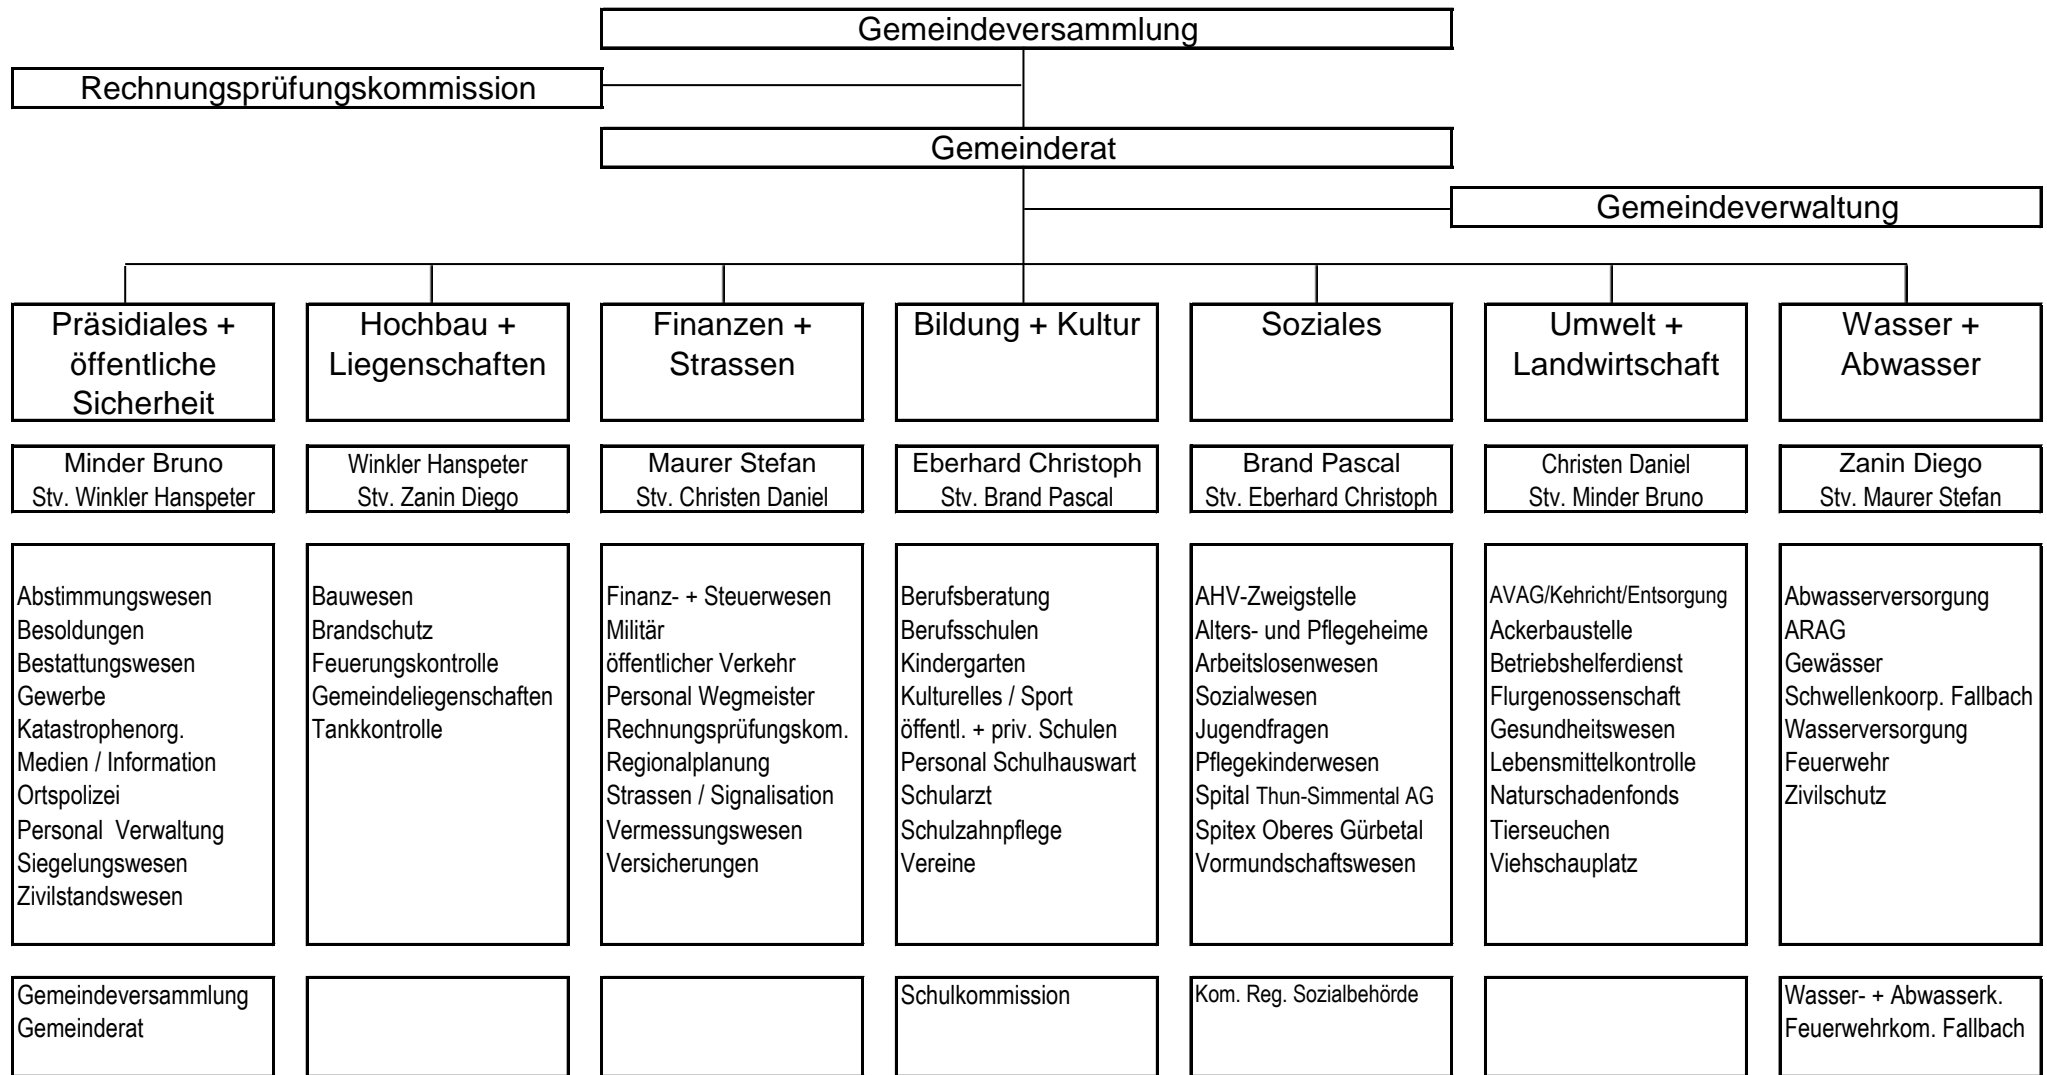 Gemeindeversammlung
Rechnungsprüfungskommission
Gemeinderat
Gemeindeverwaltung
Präsidiales +
öffentliche
Sicherheit
Hochbau +
Liegenschaften
Finanzen +
Strassen
Bildung + Kultur
Soziales
Umwelt +
Landwirtschaft
Wasser +
Abwasser
Minder Bruno
Stv. Winkler Hanspeter
Winkler Hanspeter
Stv. Zanin Diego
Maurer Stefan
Stv. Christen Daniel
Eberhard Christoph
Stv. Brand Pascal
Brand Pascal
Stv. Eberhard Christoph
Christen Daniel
Stv. Minder Bruno
Zanin Diego
Stv. Maurer Stefan
Abstimmungswesen
Besoldungen
Bestattungswesen
Gewerbe
Katastrophenorg.
Medien / Information
Ortspolizei
Personal  Verwaltung
Siegelungswesen
Zivilstandswesen
Bauwesen
Brandschutz
Feuerungskontrolle
Gemeindeliegenschaften
Tankkontrolle
Finanz- + Steuerwesen
Militär
öffentlicher Verkehr
Personal Wegmeister
Rechnungsprüfungskom.
Regionalplanung
Strassen / Signalisation
Vermessungswesen
Versicherungen
Berufsberatung
Berufsschulen
Kindergarten
Kulturelles / Sport
öffentl. + priv. Schulen
Personal Schulhauswart
Schularzt
Schulzahnpflege
Vereine
AHV-Zweigstelle
Alters- und Pflegeheime
Arbeitslosenwesen
Sozialwesen
Jugendfragen
Pflegekinderwesen
Spital Thun-Simmental AG
Spitex Oberes Gürbetal
Vormundschaftswesen
AVAG/Kehricht/Entsorgung
Ackerbaustelle
Betriebshelferdienst
Flurgenossenschaft
Gesundheitswesen
Lebensmittelkontrolle
Naturschadenfonds
Tierseuchen
Viehschauplatz
Abwasserversorgung
ARAG
Gewässer
Schwellenkoorp. Fallbach
Wasserversorgung
Feuerwehr
Zivilschutz
Gemeindeversammlung
Gemeinderat
Schulkommission
Kom. Reg. Sozialbehörde
Wasser- + Abwasserk.
Feuerwehrkom. Fallbach